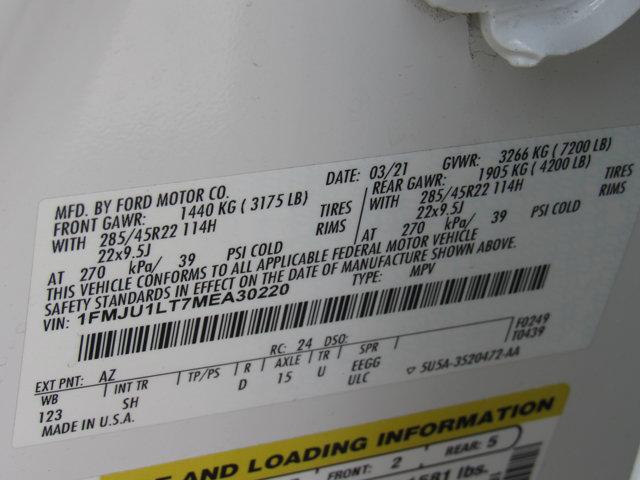 MFD. BY FORD MOTOR CO.
DATE: 03/21 GVWR: 3266 KG ( 7200 LB)
FRONT GAWR: 1440 KG ( 3175 LB) REAR GAWR: 1905 KG ( 4200 LB)
WITH 285/45R22 114H TIRES 285/45R22 114H TIRES
22x9.5J RIMS 22x9.5J RIMS
AT 270 kPa/ 39 PSI COLD AT 270 kPa/ 39 PSI COLD
THIS VEHICLE CONFORMS TO ALL APPLICABLE FEDERAL MOTOR VEHICLE
SAFETY STANDARDS IN EFFECT ON THE DATE OF MANUFACTURE SHOWN ABOVE.
VIN: 1FMJU1LT7MEA30220 TYPE: MPV
F0249
T0439
EXT PNT: AZ RC: 24 DSO:
WB INT TR TP/PS R AXLE TR SPR
123 SH D 15 U EEGG
ULC SU5A-3520472-AA
MADE IN U.S.A.
AND LOADING INFORMATION
FRONT: 2 REAR: 5
lbs.